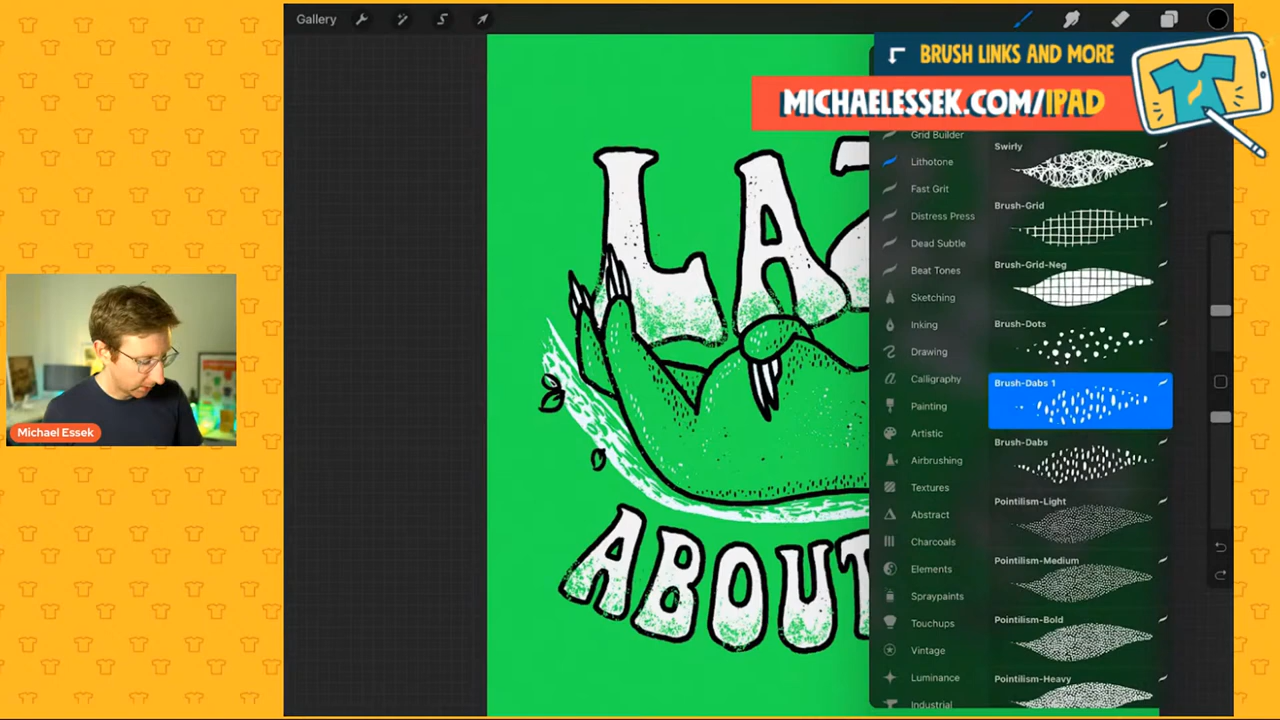 Gallery
BRUSH LINKS AND MORE
MICHAELESSEK.COM/IPAD
Grid Builder
Lithotone
Fast Grit
Distress Press
Dead Subtle
Beat Tones
Sketching
Inking
Drawing
Calligraphy
Painting
Artistic
Airbrushing
Textures
Abstract
Charcoals
Elements
Spraypaints
Touchups
Vintage
Luminance
Industrial
Swirly
Brush-Grid
Brush-Grid-Neg
Brush-Dots
Brush-Dabs 1
Brush-Dabs
Pointilism-Light
Pointilism-Medium
Pointilism-Bold
Pointilism-Heavy
LAZ
ABOUT
Michael Essek